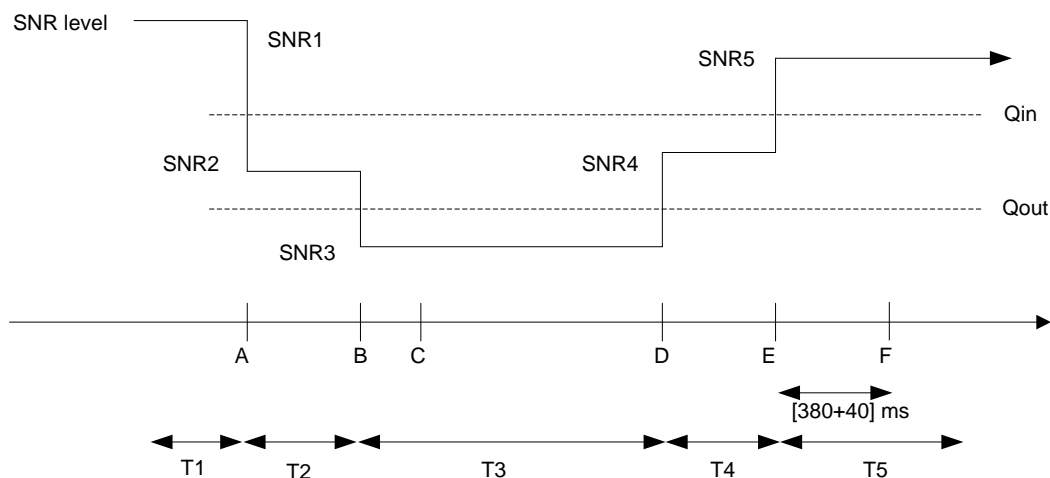 SNR level
SNR1
SNR5
Qin
SNR2
SNR4
Qout
SNR3
A
B
C
D
E
F
[380+40] ms
T1
T2
T3
T4
T5